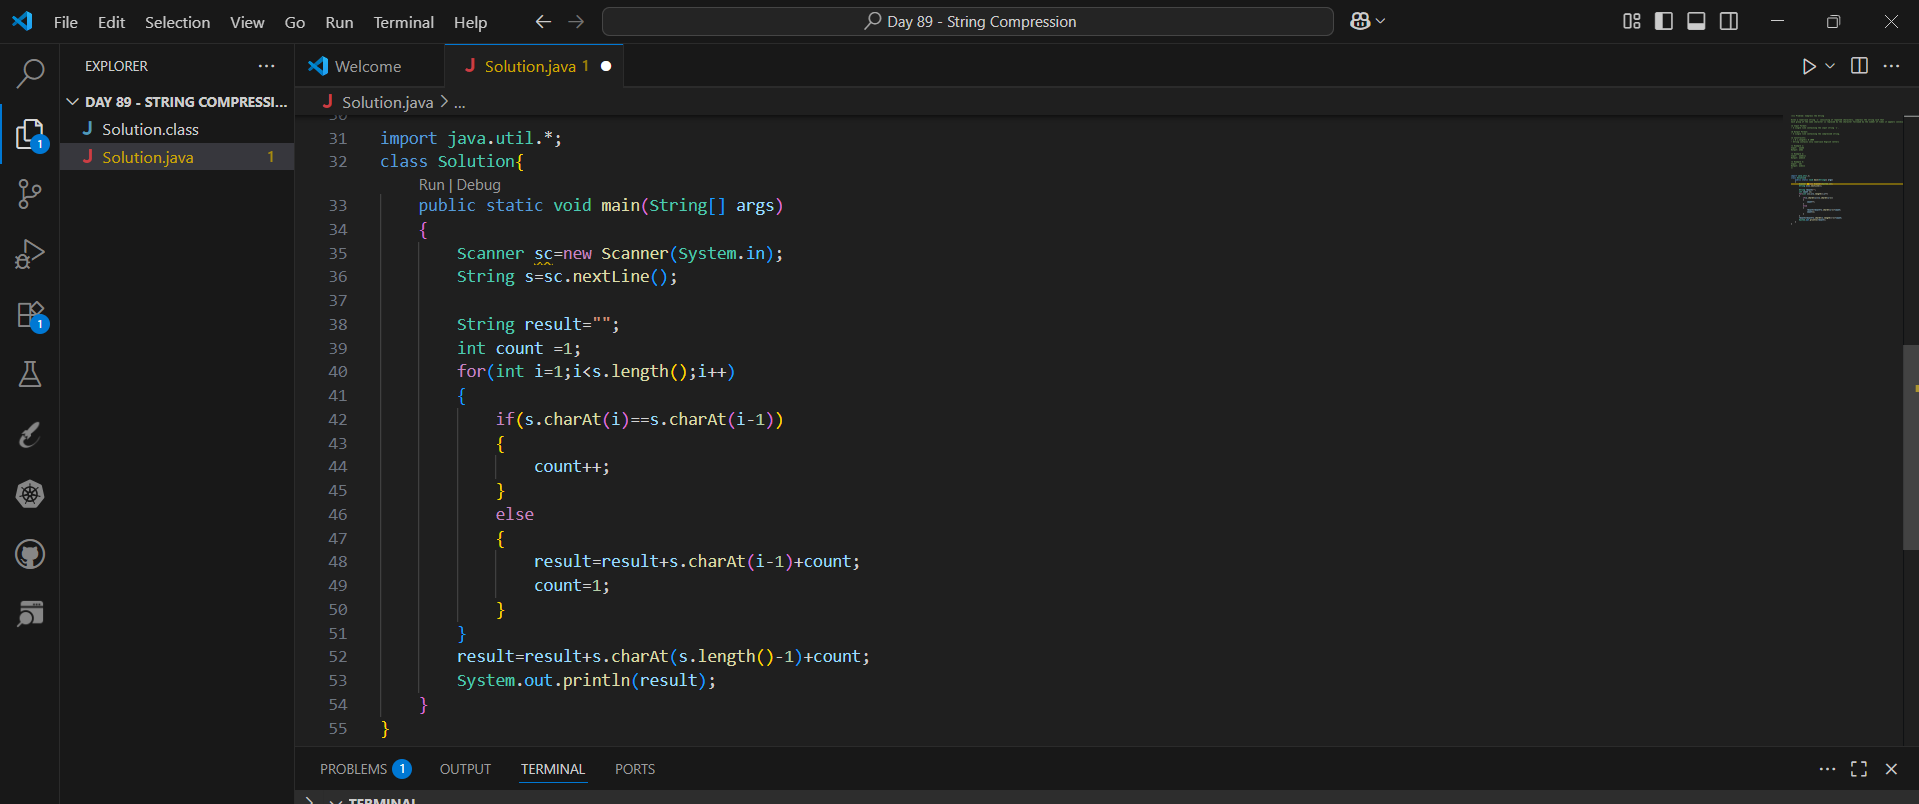 File Edit Selection View Go Run Terminal Help
Day 89 - String Compression
EXPLORER
Welcome
Solution.java 1
DAY 89 - STRING COMPRESSI...
Solution.java > ...
Solution.class
Solution.java 1
31 import java.util.*;
32 class Solution{
Run | Debug
33 public static void main(String[] args)
34 {
35 Scanner sc=new Scanner(System.in);
36 String s=sc.nextLine();
37
38 String result="";
39 int count =1;
40 for(int i=1;i<s.length();i++)
41 {
42 if(s.charAt(i)==s.charAt(i-1))
43 {
44 count++;
45 }
46 else
47 {
48 result=result+s.charAt(i-1)+count;
49 count=1;
50 }
51 }
52 result=result+s.charAt(s.length()-1)+count;
53 System.out.println(result);
54 }
55 }
1
1
PROBLEMS 1 OUTPUT TERMINAL PORTS
TERMINAL